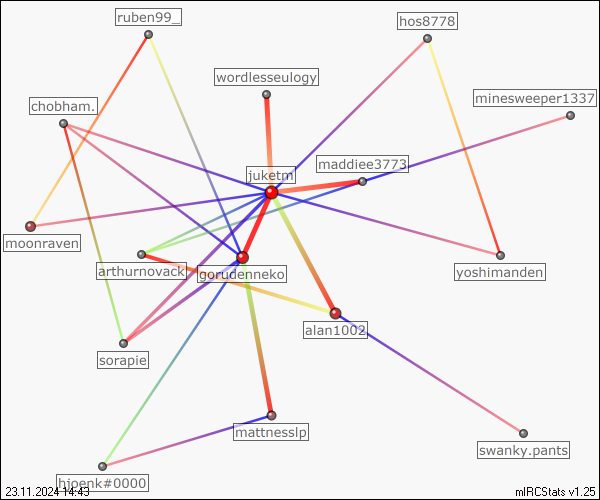 ruben99_
hos8778
wordlesseulogy
minesweeper1337
chobham.
maddiee3773
juketm
moonraven
arthurnovack
gorudenneko
yoshimanden
alan1002
sorapie
mattnesslp
swanky.pants
hjoenk#0000
23.11.2024 14:43
mIRCStats v1.25